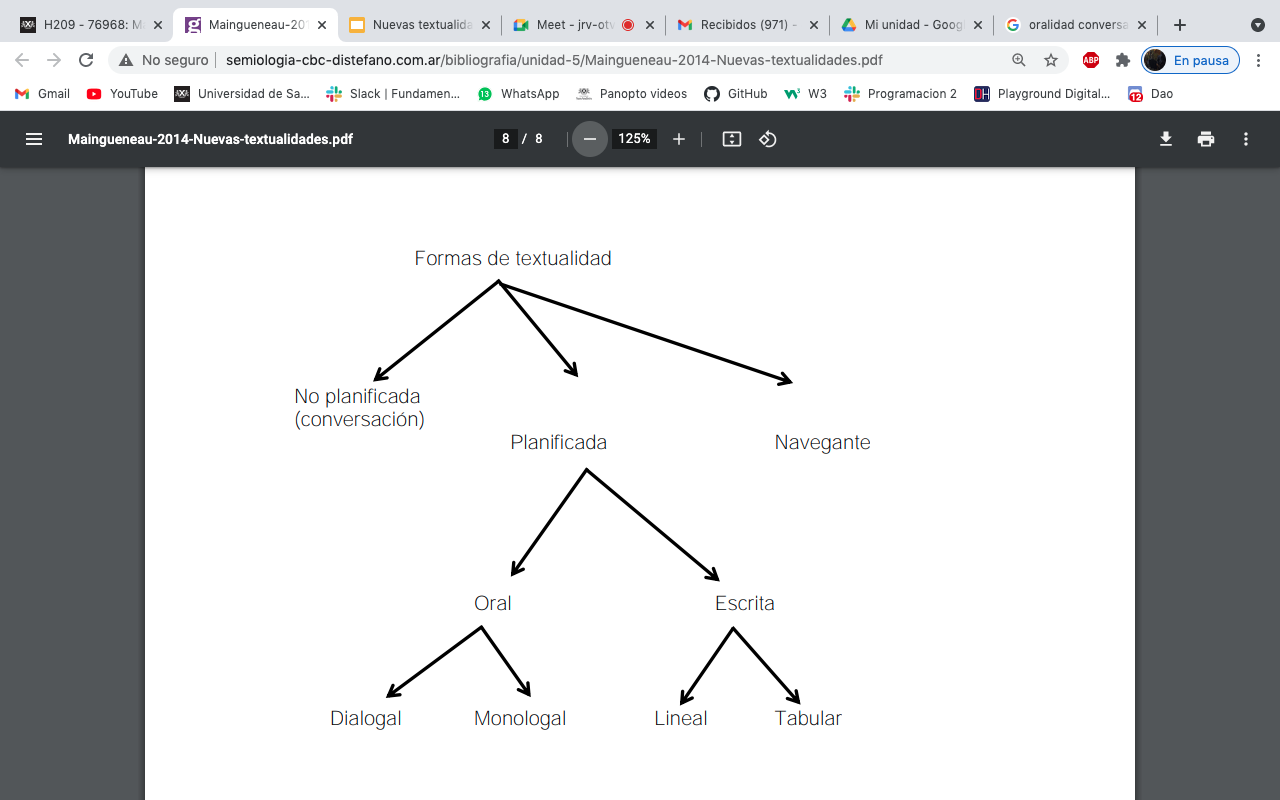 H209 - 76968: M
Maingueneau-201
Nuevas textualida
Meet - jrv-otv
Recibidos (971) -
Mi unidad - Goog
oralidad conversa
No seguro
semiologia-cbc-distefano.com.ar/bibliografia/unidad-5/Maingueneau-2014-Nuevas-textualidades.pdf
ABP
En pausa
Gmail
YouTube
Universidad de Sa...
Slack | Fundamen...
13
WhatsApp
Panopto videos
GitHub
W3
Programacion 2
Playground Digital...
12
Dao
Maingueneau-2014-Nuevas-textualidades.pdf
8 / 8
125%
Formas de textualidad
No planificada
(conversación)
Planificada
Navegante
Oral
Escrita
Dialogal
Monologal
Lineal
Tabular